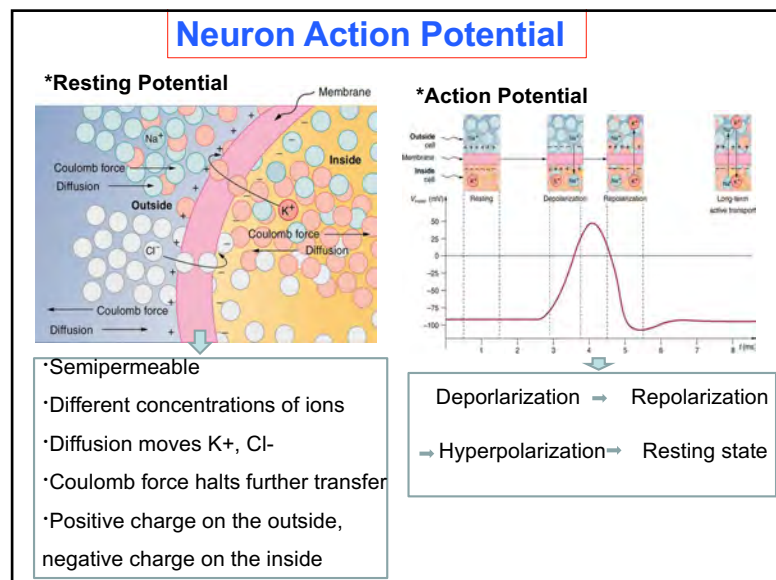 Neuron Action Potential
*Resting Potential
Membrane
Na⁺
Coulomb force
Diffusion
Outside
Inside
K⁺
Cl⁻
Coulomb force
Diffusion
Coulomb force
Diffusion
·Semipermeable
·Different concentrations of ions
·Diffusion moves K+, Cl-
·Coulomb force halts further transfer
·Positive charge on the outside,
negative charge on the inside
*Action Potential
Outside
cell
Membrane
Inside
cell
Resting
Depolarization
Repolarization
Long-term
active transport
(mV)
50
25
0
−25
−50
−75
−100
1
2
3
4
5
6
7
8
t (ms)
Deporlarization → Repolarization
→ Hyperpolarization → Resting state